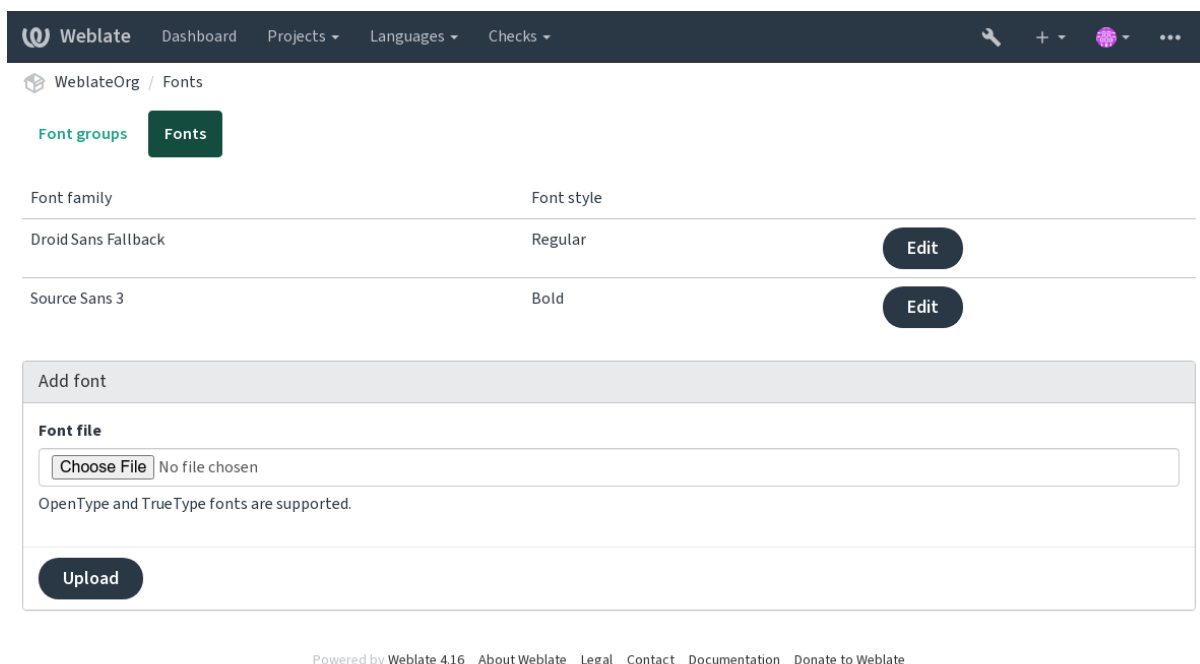 Weblate Dashboard Projects Languages Checks
WeblateOrg / Fonts
Font groups Fonts
Font family Font style
Droid Sans Fallback Regular Edit
Source Sans 3 Bold Edit
Add font
Font file
Choose File No file chosen
OpenType and TrueType fonts are supported.
Upload
Powered by Weblate 4.16 About Weblate Legal Contact Documentation Donate to Weblate